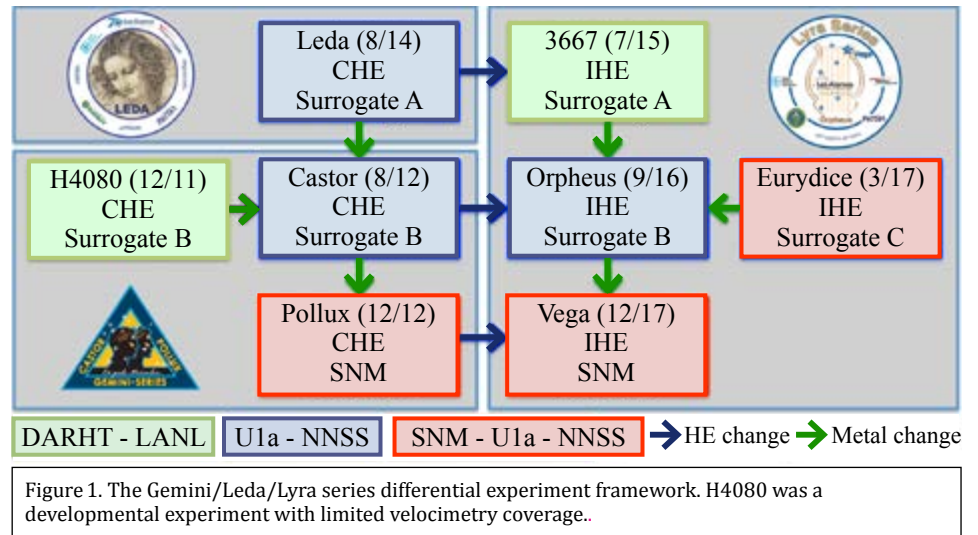 Leda (8/14)
CHE
Surrogate A
3667 (7/15)
IHE
Surrogate A
LEDA
Lyra Series
Orpheus
H4080 (12/11)
CHE
Surrogate B
Castor (8/12)
CHE
Surrogate B
Orpheus (9/16)
IHE
Surrogate B
Eurydice (3/17)
IHE
Surrogate C
Pollux (12/12)
CHE
SNM
Vega (12/17)
IHE
SNM
CASTOR
POLLUX
GEMINI-SERIES
DARHT - LANL
U1a - NNSS
SNM - U1a - NNSS
HE change
Metal change
Figure 1. The Gemini/Leda/Lyra series differential experiment framework. H4080 was a
developmental experiment with limited velocimetry coverage..